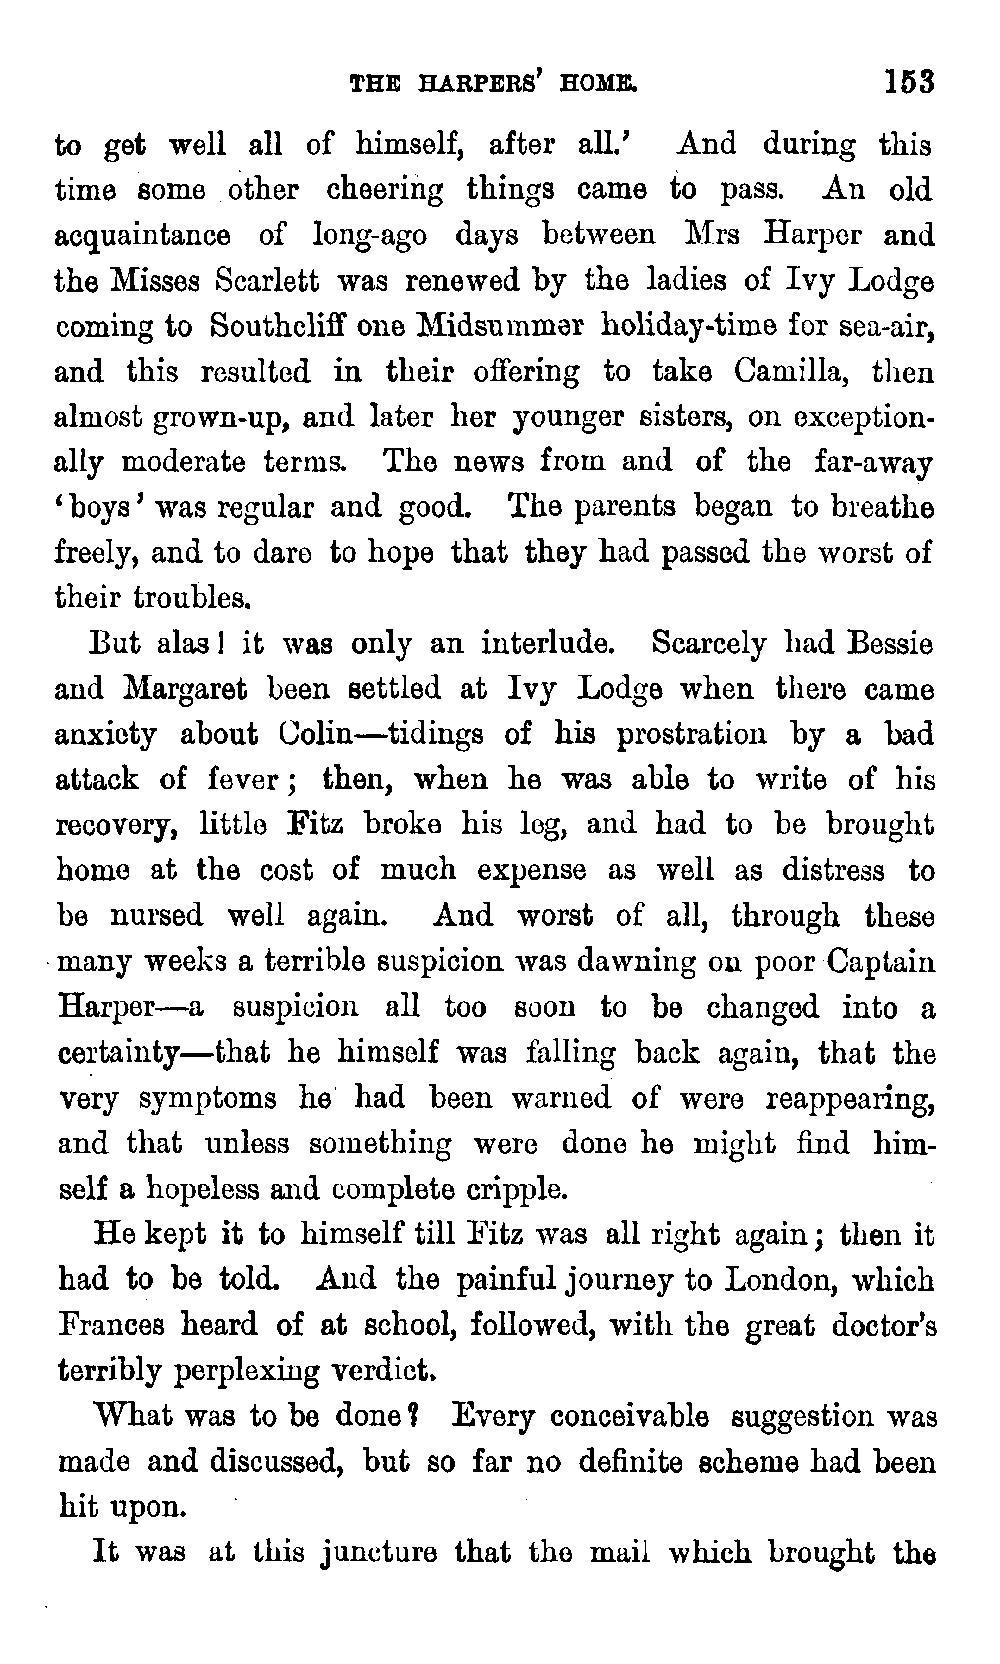 THE HARPERS' HOME. 153
to get well all of himself, after all.' And during this
time some other cheering things came to pass. An old
acquaintance of long-ago days between Mrs Harper and
the Misses Scarlett was renewed by the ladies of Ivy Lodge
coming to Southcliff one Midsummer holiday-time for sea-air,
and this resulted in their offering to take Camilla, then
almost grown-up, and later her younger sisters, on exception-
ally moderate terms. The news from and of the far-away
'boys' was regular and good. The parents began to breathe
freely, and to dare to hope that they had passed the worst of
their troubles.
But alas! it was only an interlude. Scarcely had Bessie
and Margaret been settled at Ivy Lodge when there came
anxiety about Colin—tidings of his prostration by a bad
attack of fever; then, when he was able to write of his
recovery, little Fitz broke his leg, and had to be brought
home at the cost of much expense as well as distress to
be nursed well again. And worst of all, through these
many weeks a terrible suspicion was dawning on poor Captain
Harper—a suspicion all too soon to be changed into a
certainty—that he himself was falling back again, that the
very symptoms he had been warned of were reappearing,
and that unless something were done he might find him-
self a hopeless and complete cripple.
He kept it to himself till Fitz was all right again; then it
had to be told. And the painful journey to London, which
Frances heard of at school, followed, with the great doctor's
terribly perplexing verdict.
What was to be done? Every conceivable suggestion was
made and discussed, but so far no definite scheme had been
hit upon.
It was at this juncture that the mail which brought the